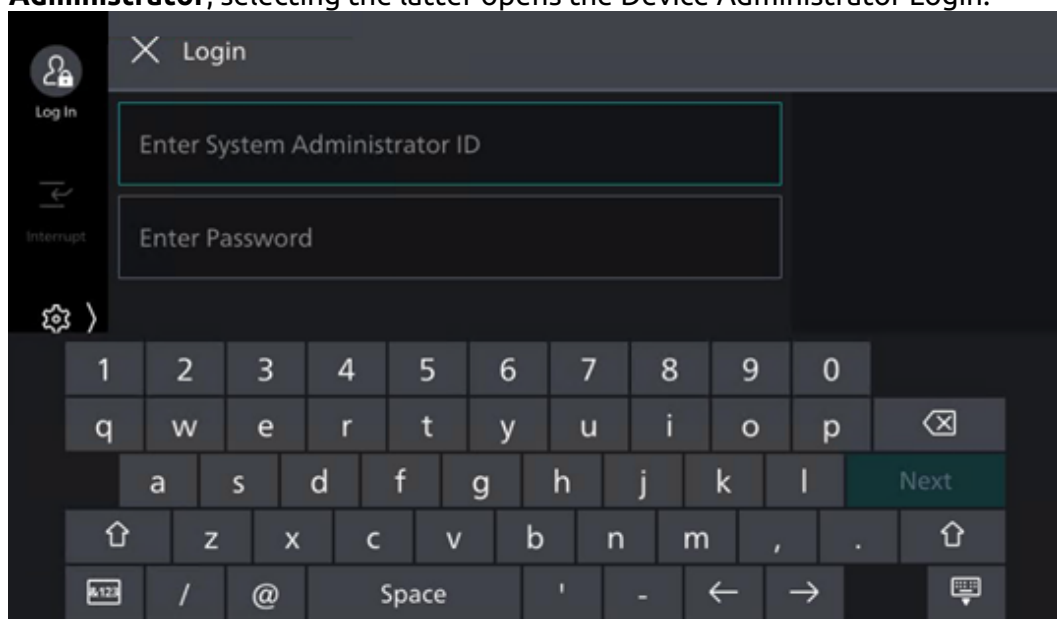 Administrator, selecting the latter opens the Device Administrator Login.
Login
Log In
Enter System Administrator ID
Interrupt
Enter Password
1 2 3 4 5 6 7 8 9 0
q w e r t y u i o p
a s d f g h j k l Next
z x c v b n m , .
&123 / @ Space ' -